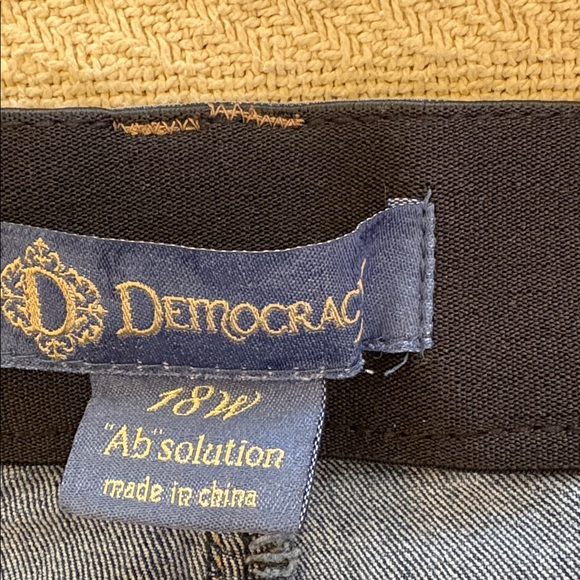 D DEMOCRAC
18W
"Ab"solution
made in china